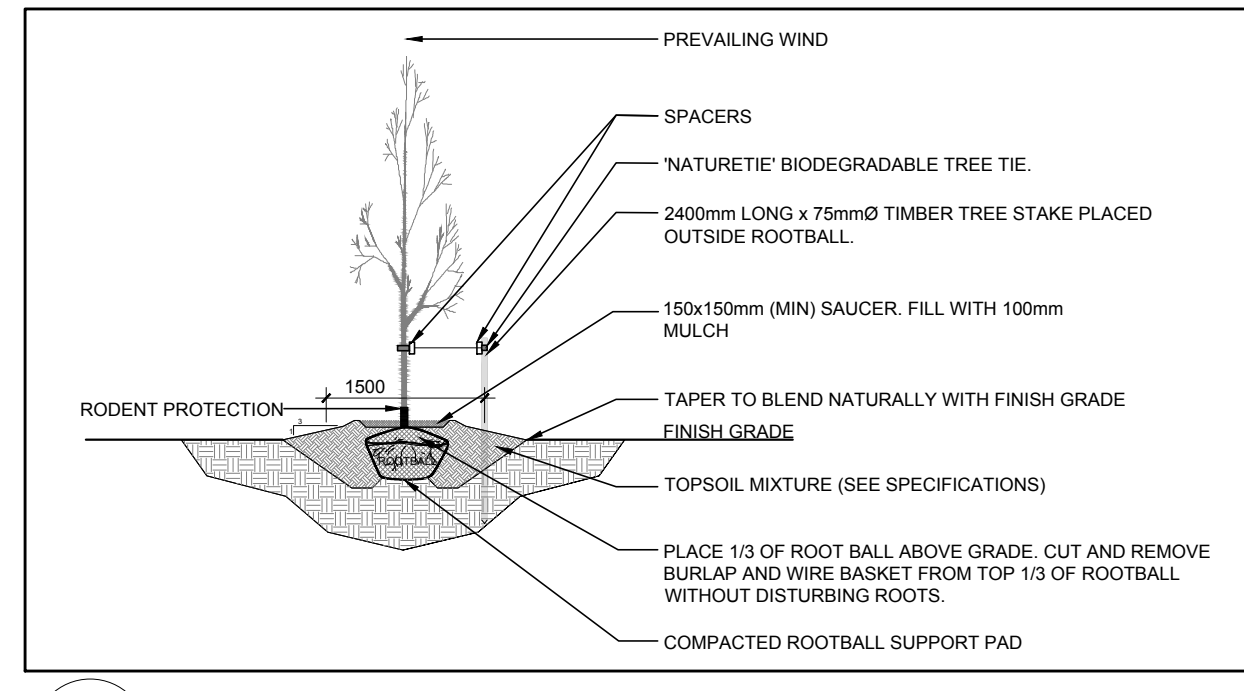 PREVAILING WIND
SPACERS
'NATURETIE' BIODEGRADABLE TREE TIE.
2400mm LONG x 75mmØ TIMBER TREE STAKE PLACED
OUTSIDE ROOTBALL.
150x150mm (MIN) SAUCER. FILL WITH 100mm
MULCH
1500
RODENT PROTECTION
3
1
TAPER TO BLEND NATURALLY WITH FINISH GRADE
FINISH GRADE
ROOTBALL
TOPSOIL MIXTURE (SEE SPECIFICATIONS)
PLACE 1/3 OF ROOT BALL ABOVE GRADE. CUT AND REMOVE
BURLAP AND WIRE BASKET FROM TOP 1/3 OF ROOTBALL
WITHOUT DISTURBING ROOTS.
COMPACTED ROOTBALL SUPPORT PAD